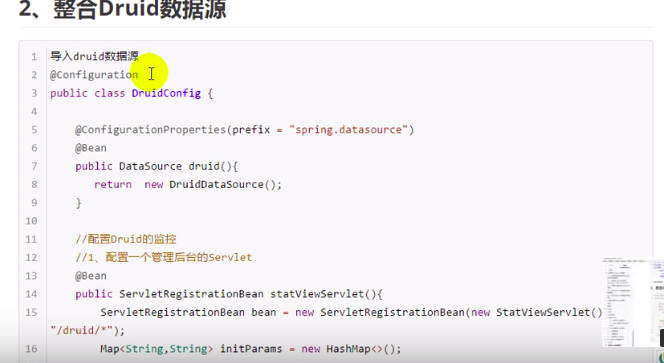 2、整合Druid数据源
1 导入druid数据源
2 @Configuration
3 public class DruidConfig {
4
5 @ConfigurationProperties(prefix = "spring.datasource")
6 @Bean
7 public DataSource druid(){
8 return new DruidDataSource();
9 }
10
11 //配置Druid的监控
12 //1、配置一个管理后台的Servlet
13 @Bean
14 public ServletRegistrationBean statViewServlet(){
15 ServletRegistrationBean bean = new ServletRegistrationBean(new StatViewServlet()
"/druid/*");
16 Map<String,String> initParams = new HashMap<>();